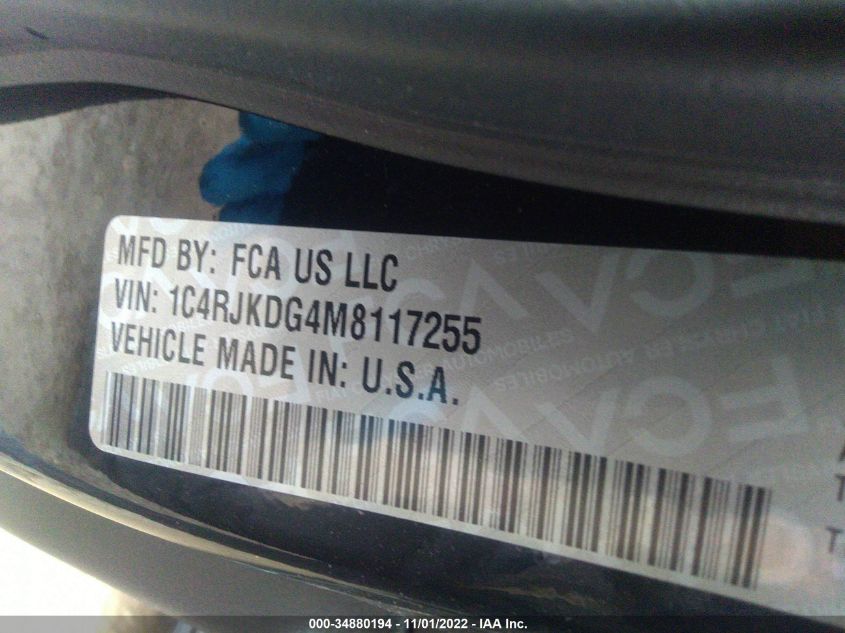 MFD BY: FCA US LLC
VIN: 1C4RJKDG4M8117255
VEHICLE MADE IN: U.S.A.
000-34880194 - 11/01/2022 - IAA Inc.